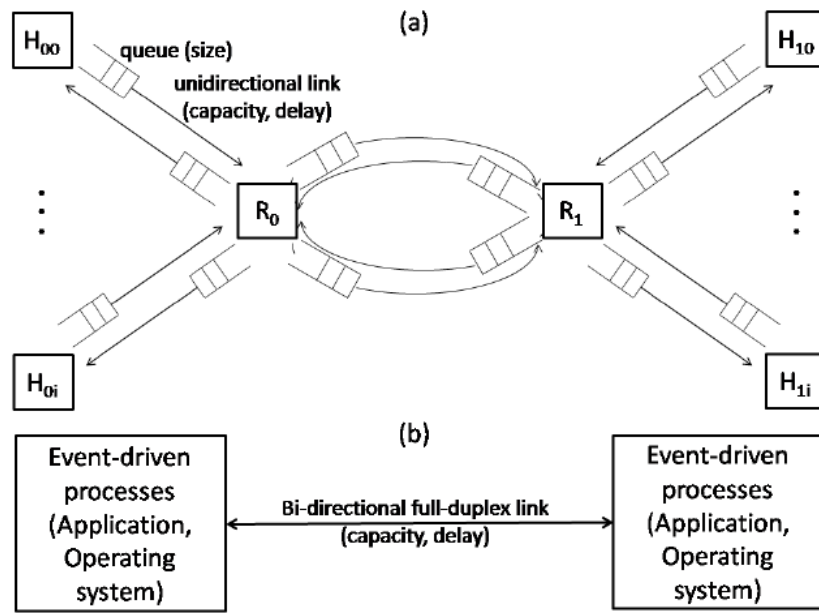 (a)
H00
H10
queue (size)
unidirectional link
(capacity, delay)
R0
R1
H0i
H1i
(b)
Event-driven
processes
(Application,
Operating
system)
Bi-directional full-duplex link
(capacity, delay)
Event-driven
processes
(Application,
Operating
system)